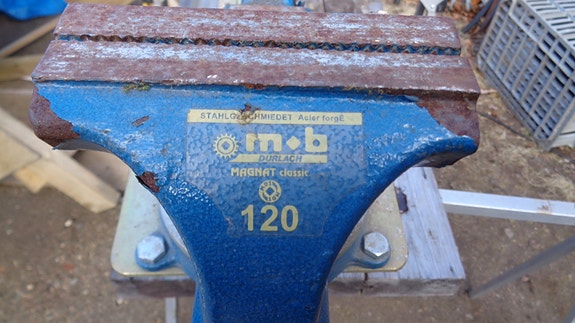 STAHLGESCHMIEDET Acier forgÉ
m♦b
DURLACH
MAGNAT classic
120